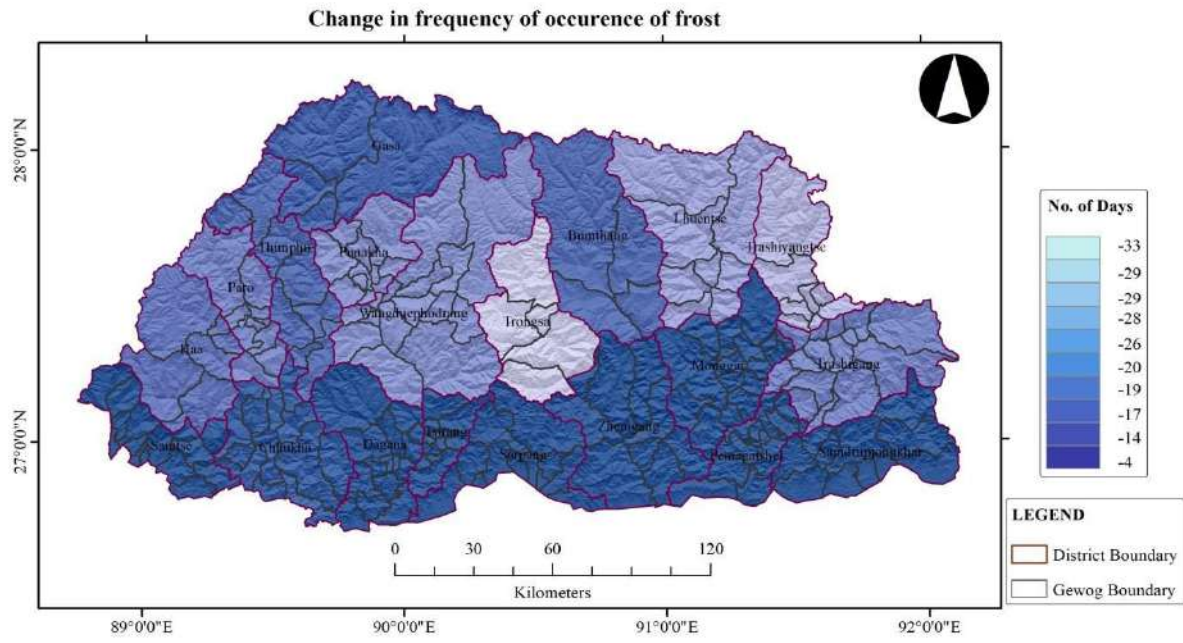 Change in frequency of occurence of frost
28°0'0"N
27°0'0"N
Gasa
Thimphu
Punakha
Bumthang
Lhuentse
Trashiyangtse
Paro
Wangduephodrang
Trongsa
Haa
Monggar
Trashigang
Samtse
Chhukha
Dagana
Tsirang
Sarpang
Zhemgang
Pemagatshel
Samdrupjongkhar
0 30 60 120
Kilometers
89°0'0"E 90°0'0"E 91°0'0"E 92°0'0"E
No. of Days
-33
-29
-29
-28
-26
-20
-19
-17
-14
-4
LEGEND
District Boundary
Gewog Boundary